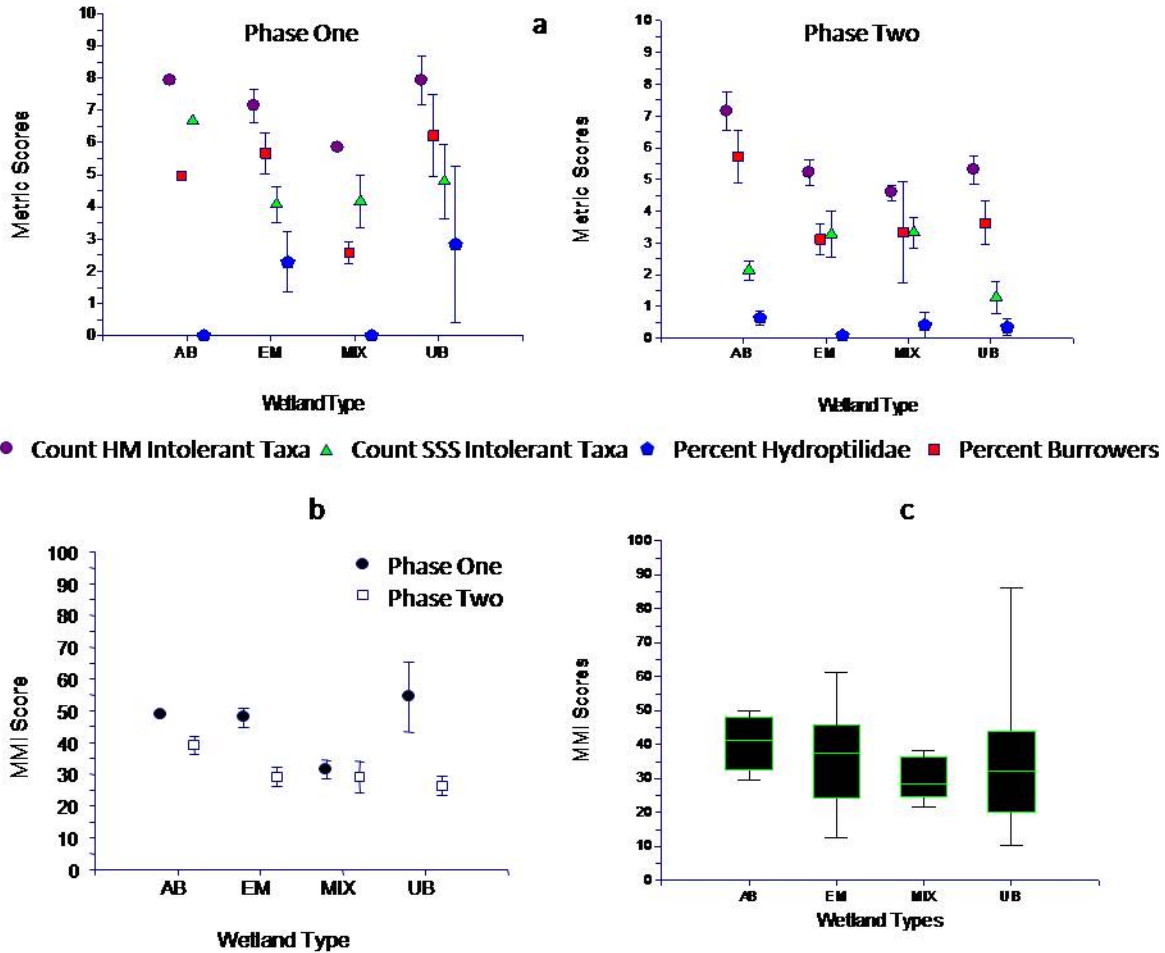 Phase One
a
Phase Two
Metric Scores
10
9
8
7
6
5
4
3
2
1
0
AB EM MIX UB
Wetland Type
Metric Scores
10
9
8
7
6
5
4
3
2
1
0
AB EM MIX UB
Wetland Type
Count HM Intolerant Taxa Count SSS Intolerant Taxa Percent Hydroptilidae Percent Burrowers
b
MMI Score
100
90
80
70
60
50
40
30
20
10
0
Phase One
Phase Two
AB EM MIX UB
Wetland Type
c
MMI Scores
100
90
80
70
60
50
40
30
20
10
0
AB EM MIX UB
Wetland Types